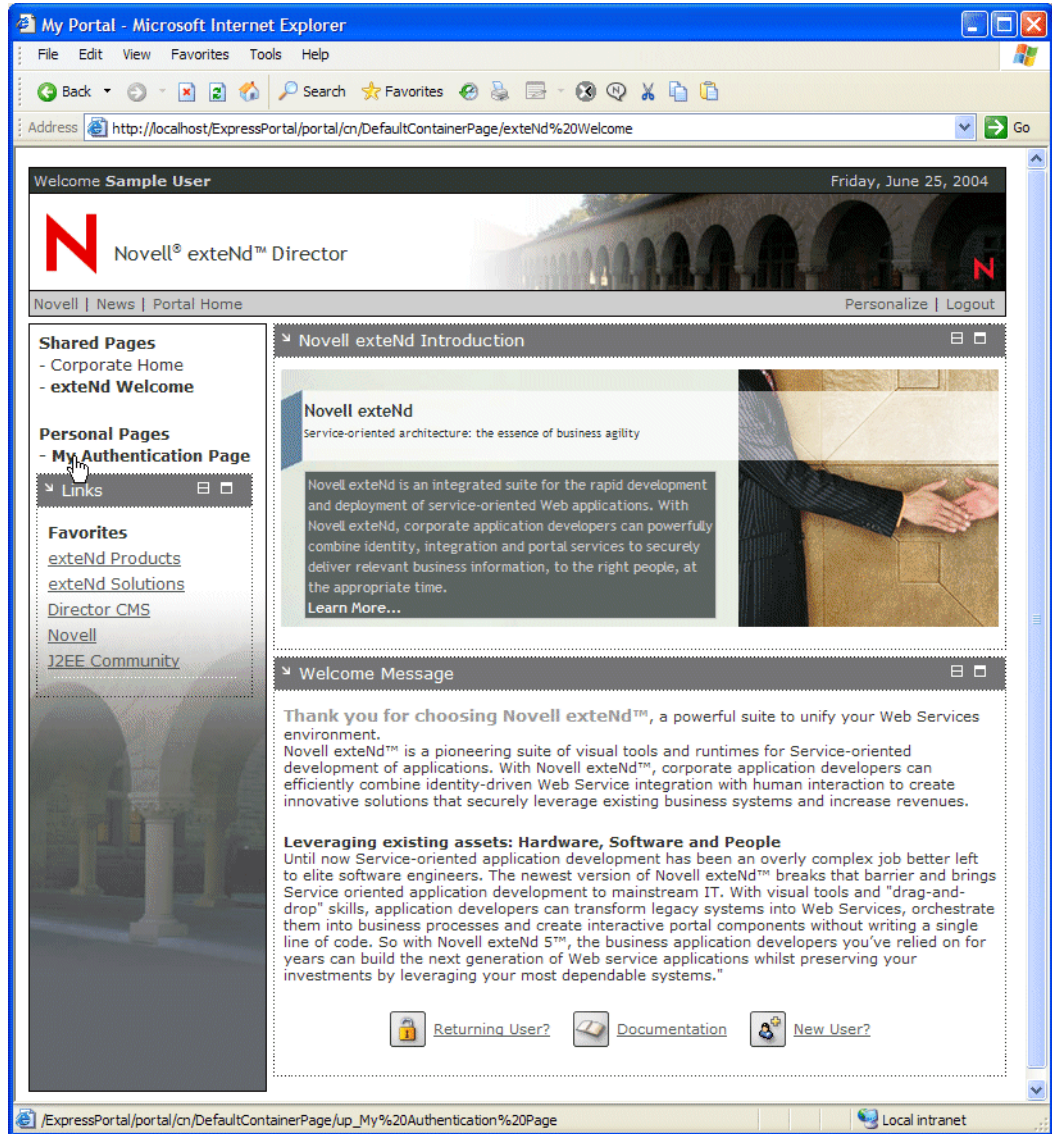 My Portal - Microsoft Internet Explorer
File Edit View Favorites Tools Help
Back Search Favorites
Address http://localhost/ExpressPortal/portal/cn/DefaultContainerPage/exteNd%20Welcome Go
Welcome Sample User Friday, June 25, 2004
N Novell® exteNd™ Director N
Novell | News | Portal Home Personalize | Logout
Shared Pages
- Corporate Home
- exteNd Welcome
Personal Pages
- My Authentication Page
Links
Favorites
exteNd Products
exteNd Solutions
Director CMS
Novell
J2EE Community
Novell exteNd Introduction
Novell exteNd
Service-oriented architecture: the essence of business agility
Novell exteNd is an integrated suite for the rapid development
and deployment of service-oriented Web applications. With
Novell exteNd, corporate application developers can powerfully
combine identity, integration and portal services to securely
deliver relevant business information, to the right people, at
the appropriate time.
Learn More...
Welcome Message
Thank you for choosing Novell exteNd™, a powerful suite to unify your Web Services
environment.
Novell exteNd™ is a pioneering suite of visual tools and runtimes for Service-oriented
development of applications. With Novell exteNd™, corporate application developers can
efficiently combine identity-driven Web Service integration with human interaction to create
innovative solutions that securely leverage existing business systems and increase revenues.
Leveraging existing assets: Hardware, Software and People
Until now Service-oriented application development has been an overly complex job better left
to elite software engineers. The newest version of Novell exteNd™ breaks that barrier and brings
Service oriented application development to mainstream IT. With visual tools and "drag-and-
drop" skills, application developers can transform legacy systems into Web Services, orchestrate
them into business processes and create interactive portal components without writing a single
line of code. So with Novell exteNd 5™, the business application developers you've relied on for
years can build the next generation of Web service applications whilst preserving your
investments by leveraging your most dependable systems."
Returning User? Documentation New User?
/ExpressPortal/portal/cn/DefaultContainerPage/up_My%20Authentication%20Page Local intranet